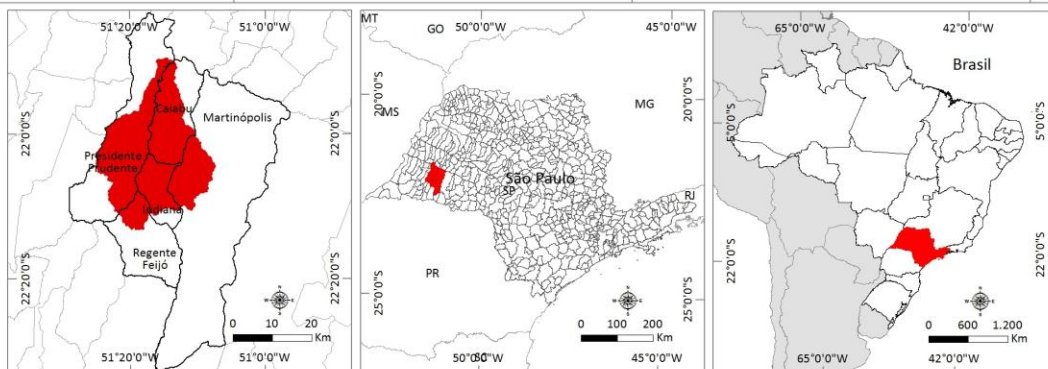 51°20'0"W 51°0'0"W
22°0'0"S
22°0'0"S
Caiabu
Martinópolis
Presidente
Prudente
Indiana
Regente
Feijó
22°20'0"S
22°20'0"S
N
0 10 20
Km
51°20'0"W 51°0'0"W
MT
50°0'0"W 45°0'0"W
GO
20°0'0"S
20°0'0"S
MS
MG
São Paulo
SP
RJ
PR
25°0'0"S
25°0'0"S
N
0 100 200
Km
50°0'0"W 45°0'0"W
65°0'0"W 42°0'0"W
Brasil
5°0'0"S
5°0'0"S
22°0'0"S
22°0'0"S
N
0 600 1.200
Km
65°0'0"W 42°0'0"W